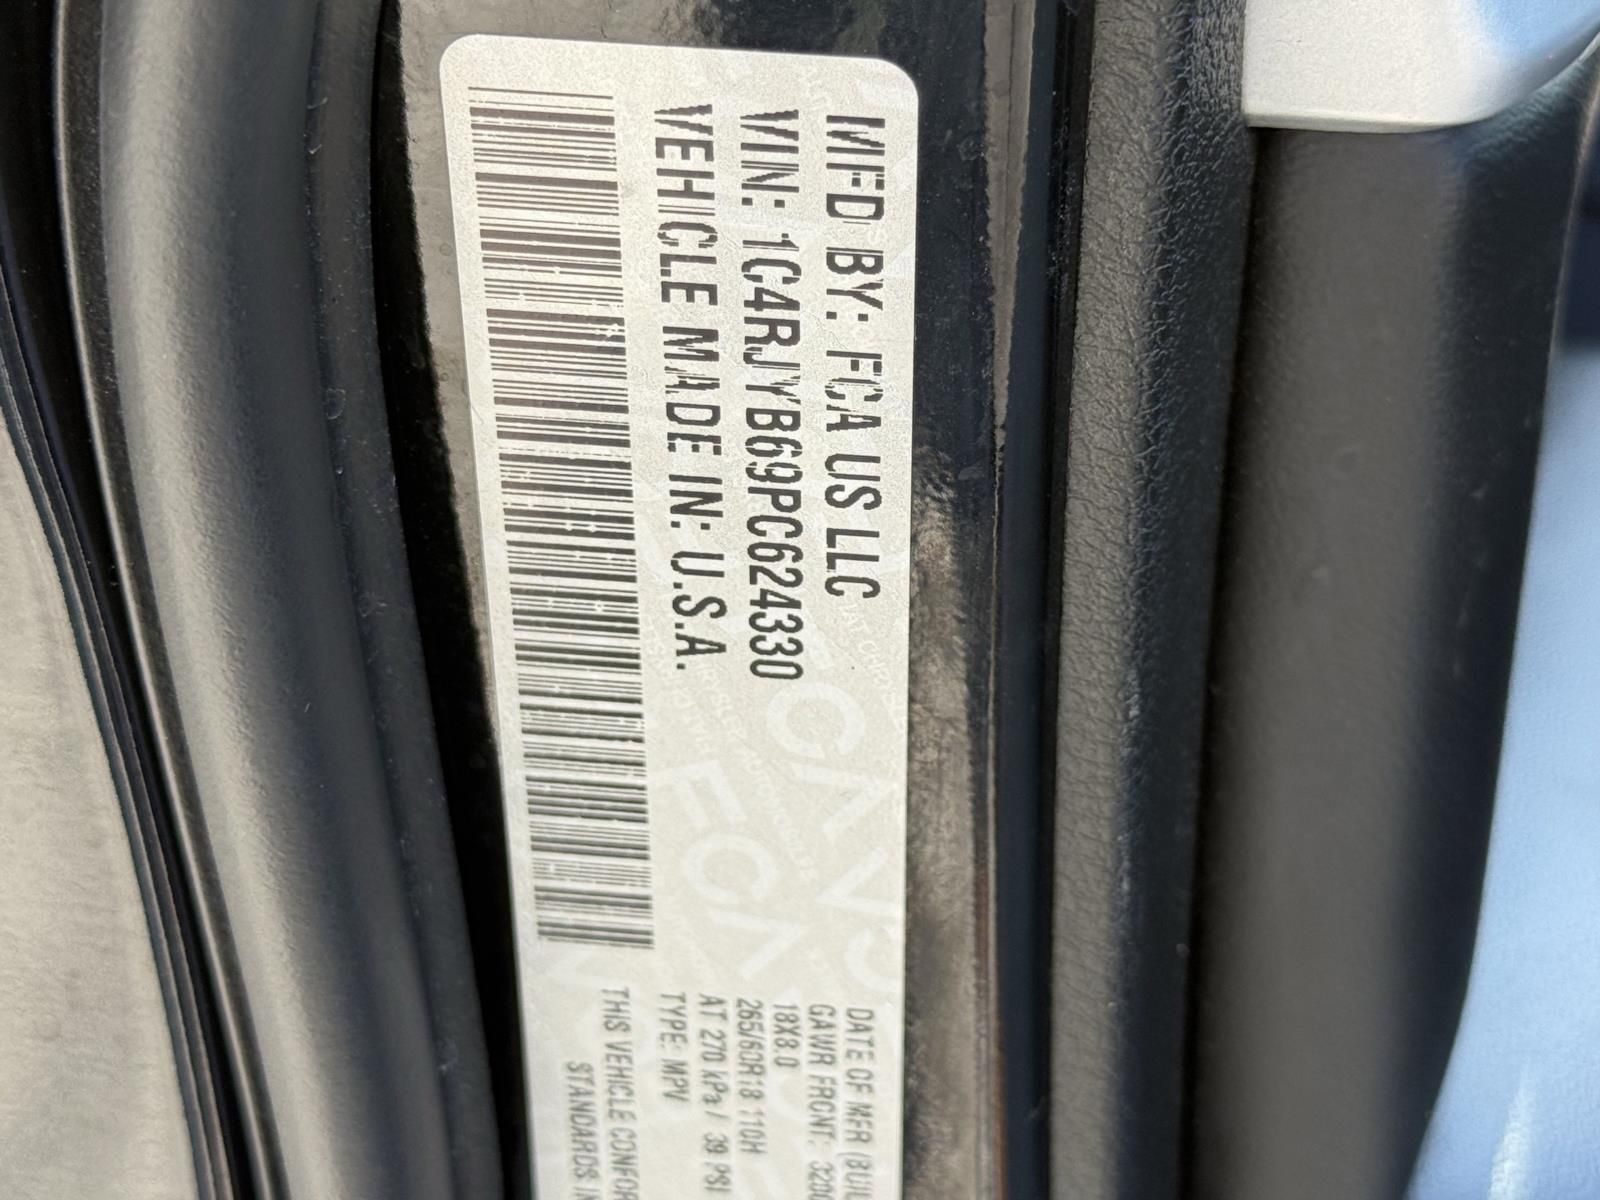 MFD BY: FCA US LLC
VIN: 1C4RJYB69PC624330
VEHICLE MADE IN: U.S.A.
DATE OF MFR
GAWR FRONT:
18X8.0
265/60R18 110H
AT 270 kPa / 39 PSI
TYPE: MPV
THIS VEHICLE
STANDARDS IN